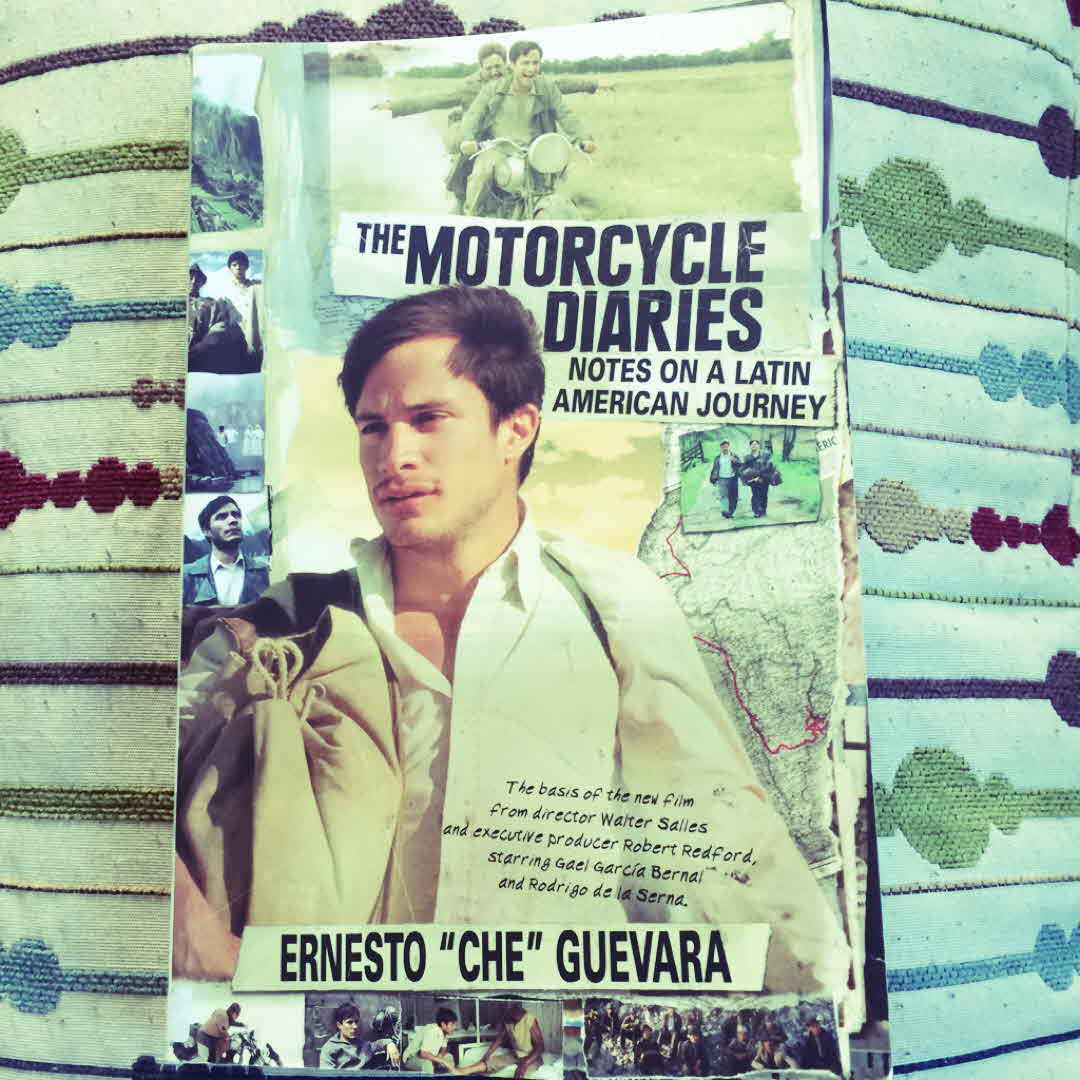 THE MOTORCYCLE
DIARIES
NOTES ON A LATIN
AMERICAN JOURNEY
ERIC
The basis of the new film
from director Walter Salles
and executive producer Robert Redford,
starring Gael García Bernal
and Rodrigo de la Serna.
ERNESTO "CHE" GUEVARA